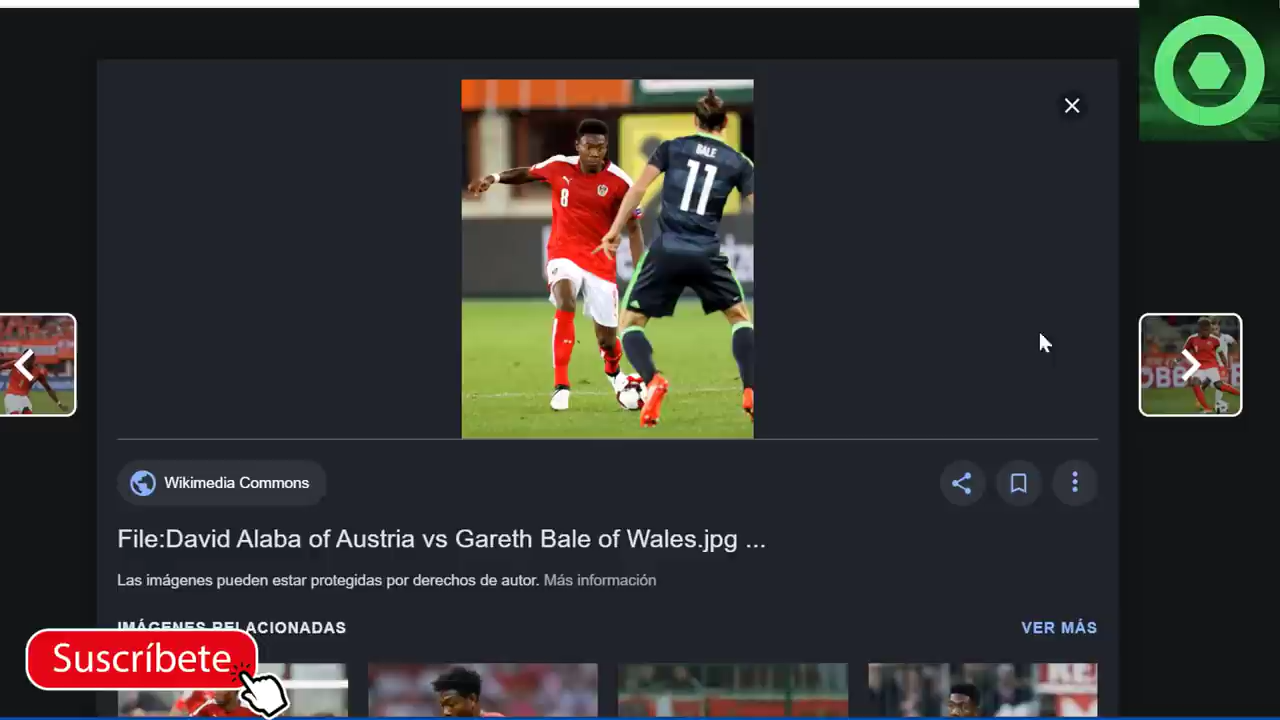 BALE
11
8
Wikimedia Commons
File:David Alaba of Austria vs Gareth Bale of Wales.jpg ...
Las imágenes pueden estar protegidas por derechos de autor. Más información
IMÁGENES RELACIONADAS
VER MÁS
Suscríbete